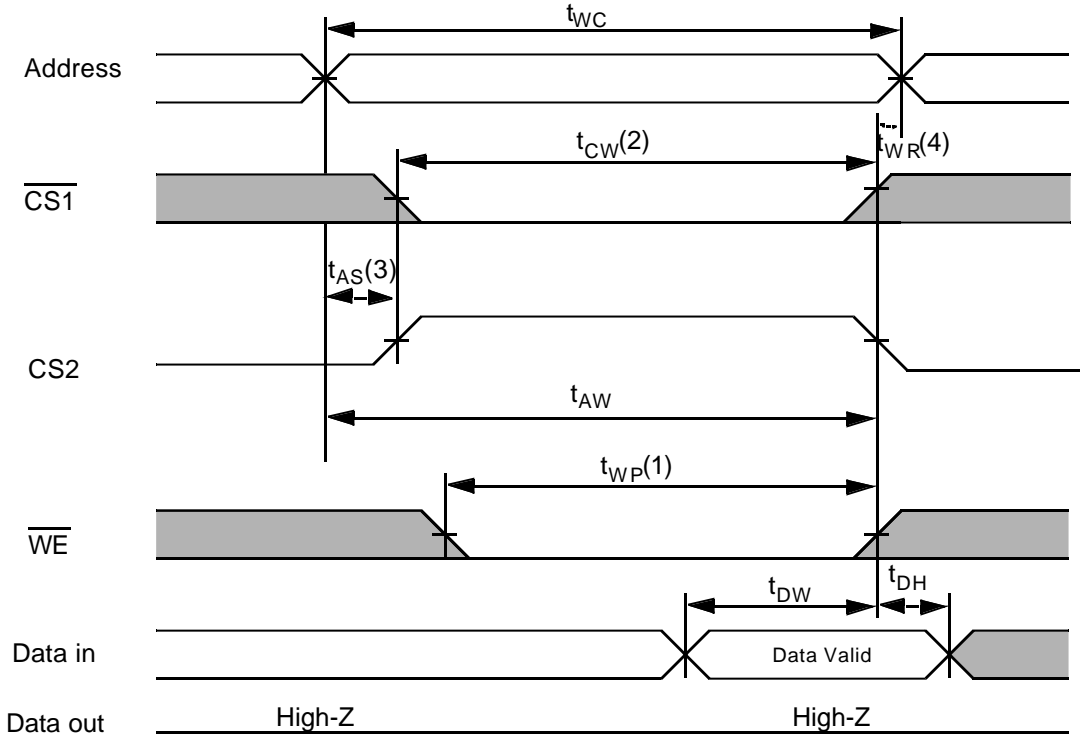 tWC
Address
tCW(2)
tWR(4)
CS1
tAS(3)
CS2
tAW
tWP(1)
WE
tDW
tDH
Data in
Data Valid
Data out
High-Z
High-Z